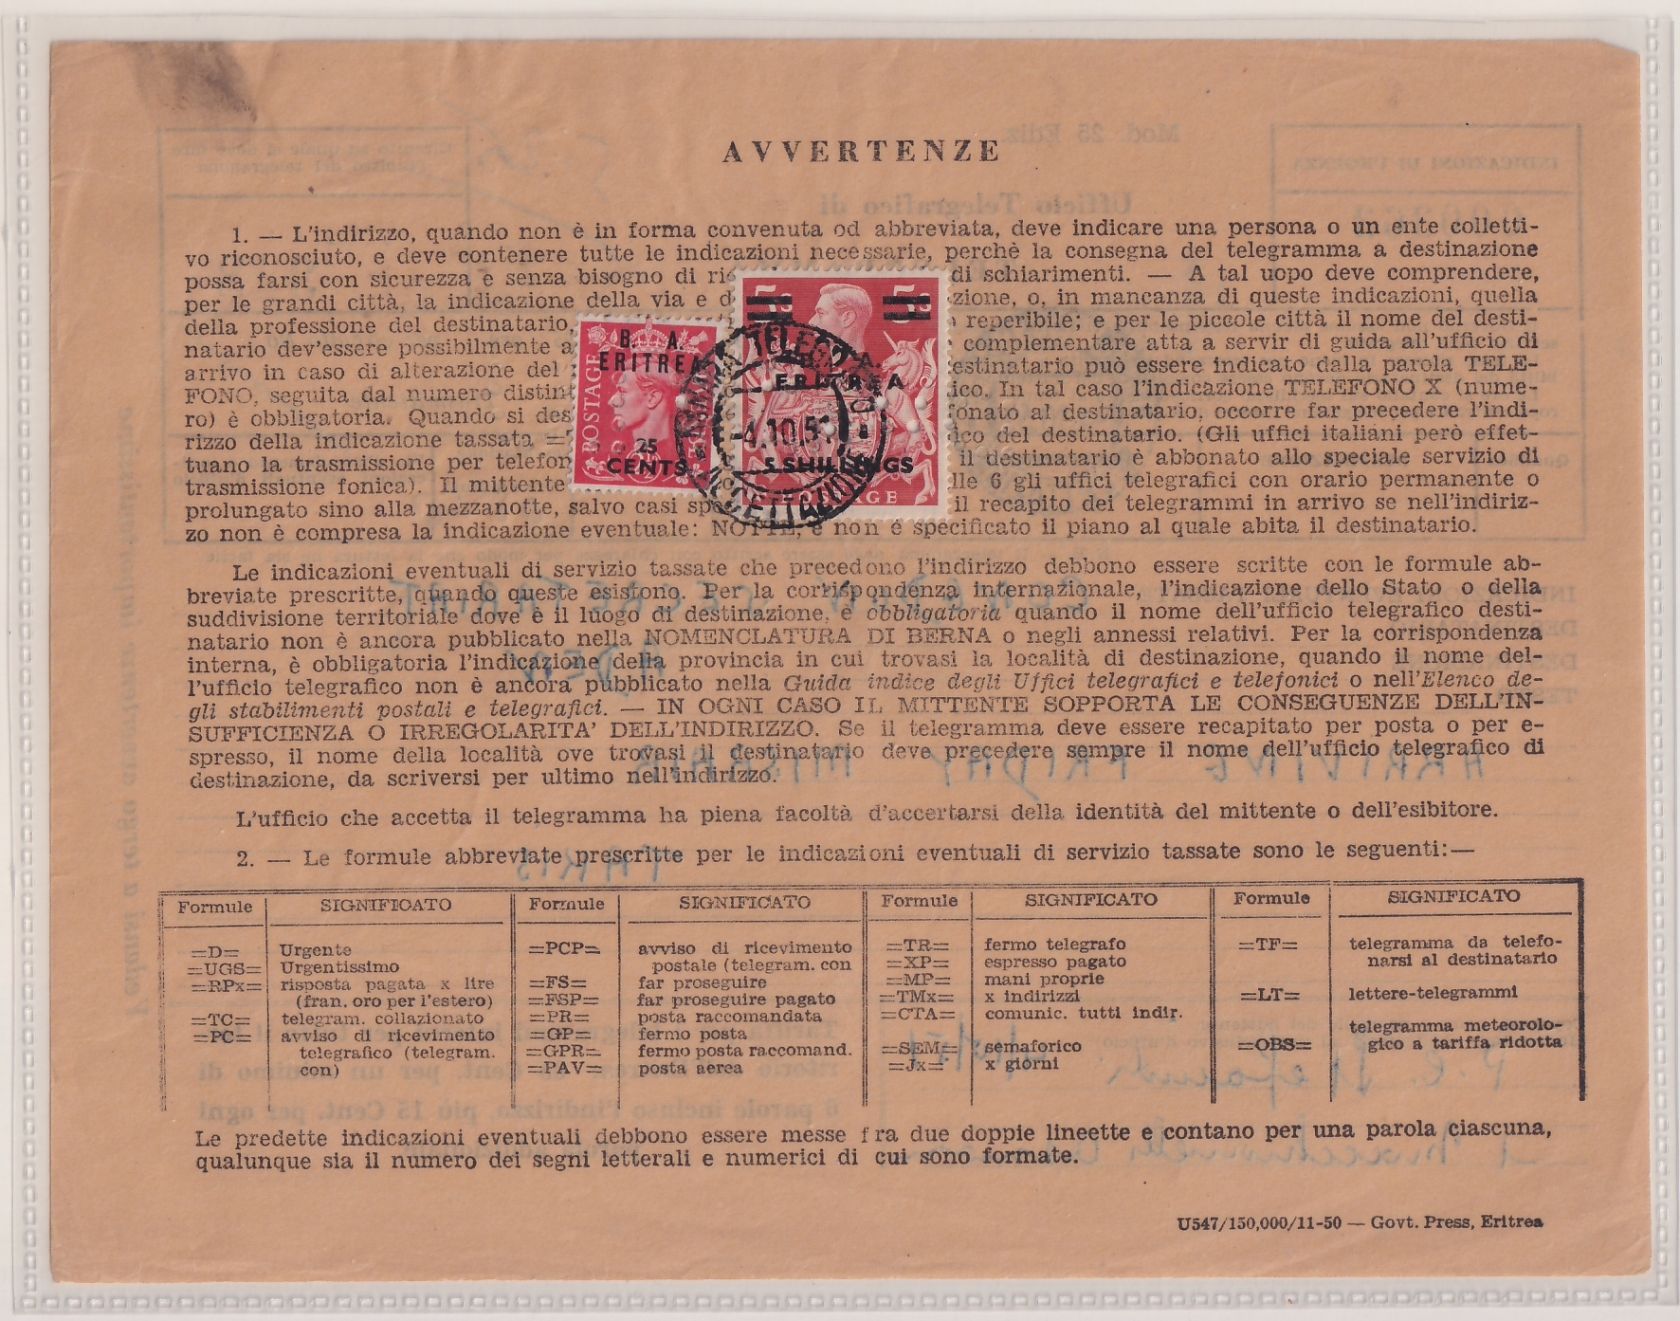 AVVERTENZE
1. — L'indirizzo, quando non è in forma convenuta od abbreviata, deve indicare una persona o un ente colletti-
vo riconosciuto, e deve contenere tutte le indicazioni necessarie, perchè la consegna del telegramma a destinazione
possa farsi con sicurezza e senza bisogno di di schiarimenti. — A tal uopo deve comprendere,
per le grandi città, la indicazione della via e zione, o, in mancanza di queste indicazioni, quella
della professione del destinatario, reperibile; e per le piccole città il nome del desti-
natario dev'essere possibilmente complementare atta a servir di guida all'ufficio di
arrivo in caso di alterazione del estinatario può essere indicato dalla parola TELE-
FONO, seguita dal numero distint ico. In tal caso l'indicazione TELEFONO X (nume-
ro) è obbligatoria. Quando si des fonato al destinatario, occorre far precedere l'indi-
rizzo della indicazione tassata = ico del destinatario. (Gli uffici italiani però effet-
tuano la trasmissione per telefon il destinatario è abbonato allo speciale servizio di
trasmissione fonica). Il mittente lle 6 gli uffici telegrafici con orario permanente o
prolungato sino alla mezzanotte, salvo casi spe il recapito dei telegrammi in arrivo se nell'indiriz-
zo non è compresa la indicazione eventuale: NOTTE, e non é specificato il piano al quale abita il destinatario.
5s 5s
B. A.
ERITREA
POSTAGE
25
CENTS
B. A.
ERITREA
5 SHILLINGS
POSTAGE
-4.10.51
Le indicazioni eventuali di servizio tassate che precedono l'indirizzo debbono essere scritte con le formule ab-
breviate prescritte, quando queste esistono. Per la corrispondenza internazionale, l'indicazione dello Stato o della
suddivisione territoriale dove è il luogo di destinazione, è obbligatoria quando il nome dell'ufficio telegrafico desti-
natario non è ancora pubblicato nella NOMENCLATURA DI BERNA o negli annessi relativi. Per la corrispondenza
interna, è obbligatoria l'indicazione della provincia in cui trovasi la località di destinazione, quando il nome del-
l'ufficio telegrafico non è ancora pubblicato nella Guida indice degli Uffici telegrafici e telefonici o nell'Elenco de-
gli stabilimenti postali e telegrafici. — IN OGNI CASO IL MITTENTE SOPPORTA LE CONSEGUENZE DELL'IN-
SUFFICIENZA O IRREGOLARITA' DELL'INDIRIZZO. Se il telegramma deve essere recapitato per posta o per e-
spresso, il nome della località ove trovasi il destinatario deve precedere sempre il nome dell'ufficio telegrafico di
destinazione, da scriversi per ultimo nell'indirizzo.
L'ufficio che accetta il telegramma ha piena facoltà d'accertarsi della identità del mittente o dell'esibitore.
2. — Le formule abbreviate prescritte per le indicazioni eventuali di servizio tassate sono le seguenti:—
Formule SIGNIFICATO Formule SIGNIFICATO Formule SIGNIFICATO Formule SIGNIFICATO
=D= Urgente
=UGS= Urgentissimo
=RPx= risposta pagata x lire
(fran. oro per l'estero)
=TC= telegram. collazionato
=PC= avviso di ricevimento
telegrafico (telegram.
con)
=PCP= avviso di ricevimento
postale (telegram. con
=FS= far proseguire
=FSP= far proseguire pagato
=PR= posta raccomandata
=GP= fermo posta
=GPR= fermo posta raccomand.
=PAV= posta aerea
=TR= fermo telegrafo
=XP= espresso pagato
=MP= mani proprie
=TMx= x indirizzi
=CTA= comunic. tutti indir.
=SEM= semaforico
=Jx= x giorni
=TF= telegramma da telefo-
narsi al destinatario
=LT= lettere-telegrammi
telegramma meteorolo-
=OBS= gico a tariffa ridotta
Le predette indicazioni eventuali debbono essere messe fra due doppie lineette e contano per una parola ciascuna,
qualunque sia il numero dei segni letterali e numerici di cui sono formate.
U547/150,000/11-50 — Govt. Press, Eritrea